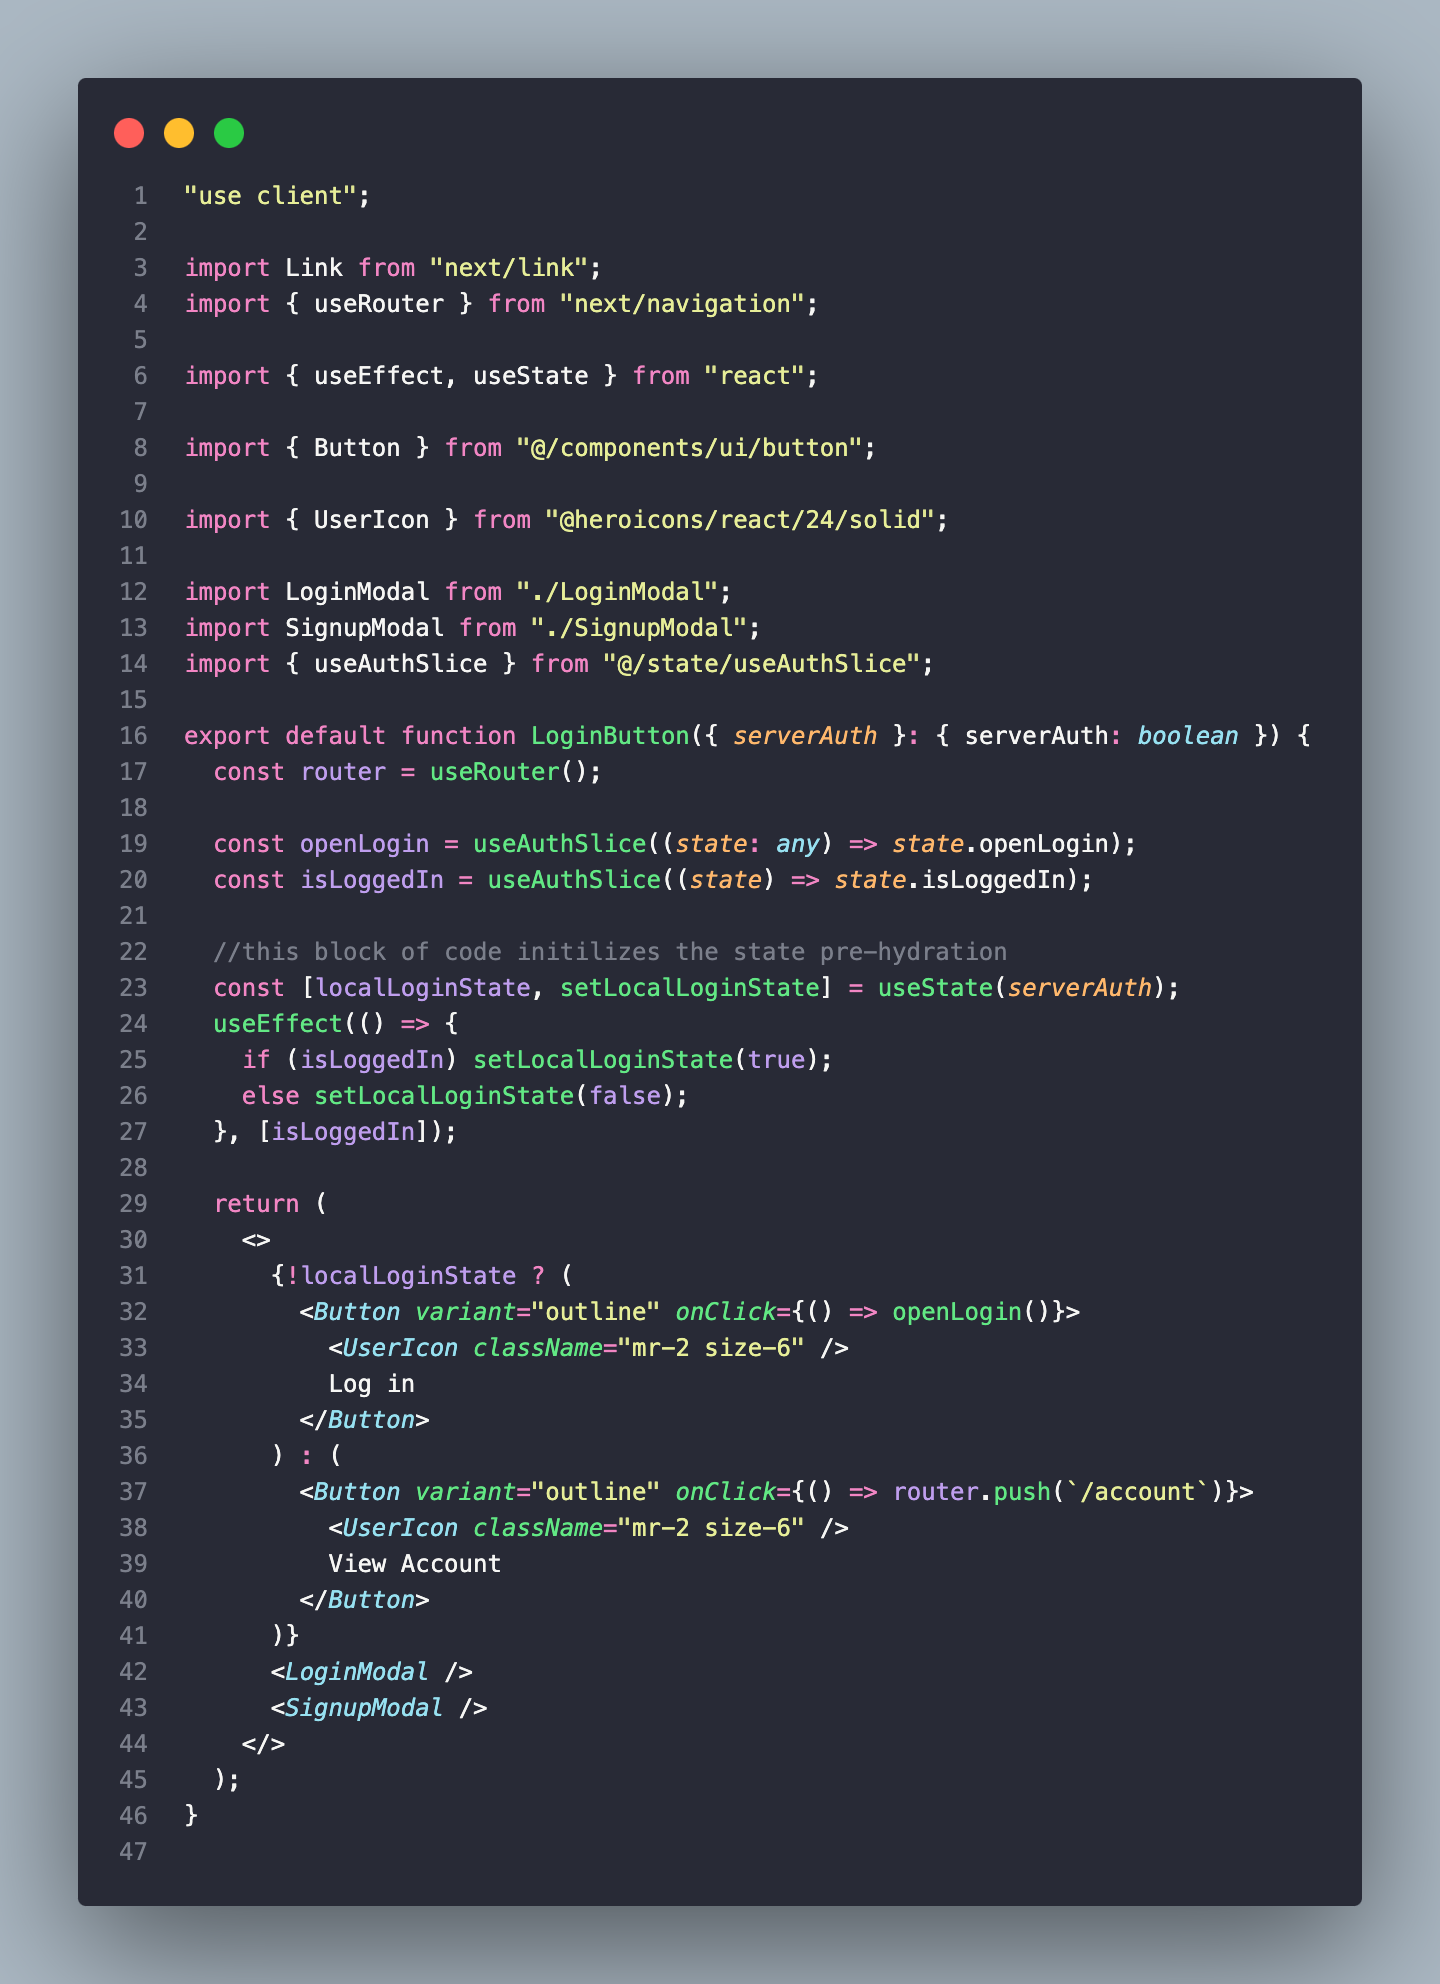 1 "use client";
2
3 import Link from "next/link";
4 import { useRouter } from "next/navigation";
5
6 import { useEffect, useState } from "react";
7
8 import { Button } from "@/components/ui/button";
9
10 import { UserIcon } from "@heroicons/react/24/solid";
11
12 import LoginModal from "./LoginModal";
13 import SignupModal from "./SignupModal";
14 import { useAuthSlice } from "@/state/useAuthSlice";
15
16 export default function LoginButton({ serverAuth }: { serverAuth: boolean }) {
17   const router = useRouter();
18
19   const openLogin = useAuthSlice((state: any) => state.openLogin);
20   const isLoggedIn = useAuthSlice((state) => state.isLoggedIn);
21
22   //this block of code initilizes the state pre-hydration
23   const [localLoginState, setLocalLoginState] = useState(serverAuth);
24   useEffect(() => {
25     if (isLoggedIn) setLocalLoginState(true);
26     else setLocalLoginState(false);
27   }, [isLoggedIn]);
28
29   return (
30     <>
31       {!localLoginState ? (
32         <Button variant="outline" onClick={() => openLogin()}>
33           <UserIcon className="mr-2 size-6" />
34           Log in
35         </Button>
36       ) : (
37         <Button variant="outline" onClick={() => router.push(`/account`)}>
38           <UserIcon className="mr-2 size-6" />
39           View Account
40         </Button>
41       )}
42       <LoginModal />
43       <SignupModal />
44     </>
45   );
46 }
47